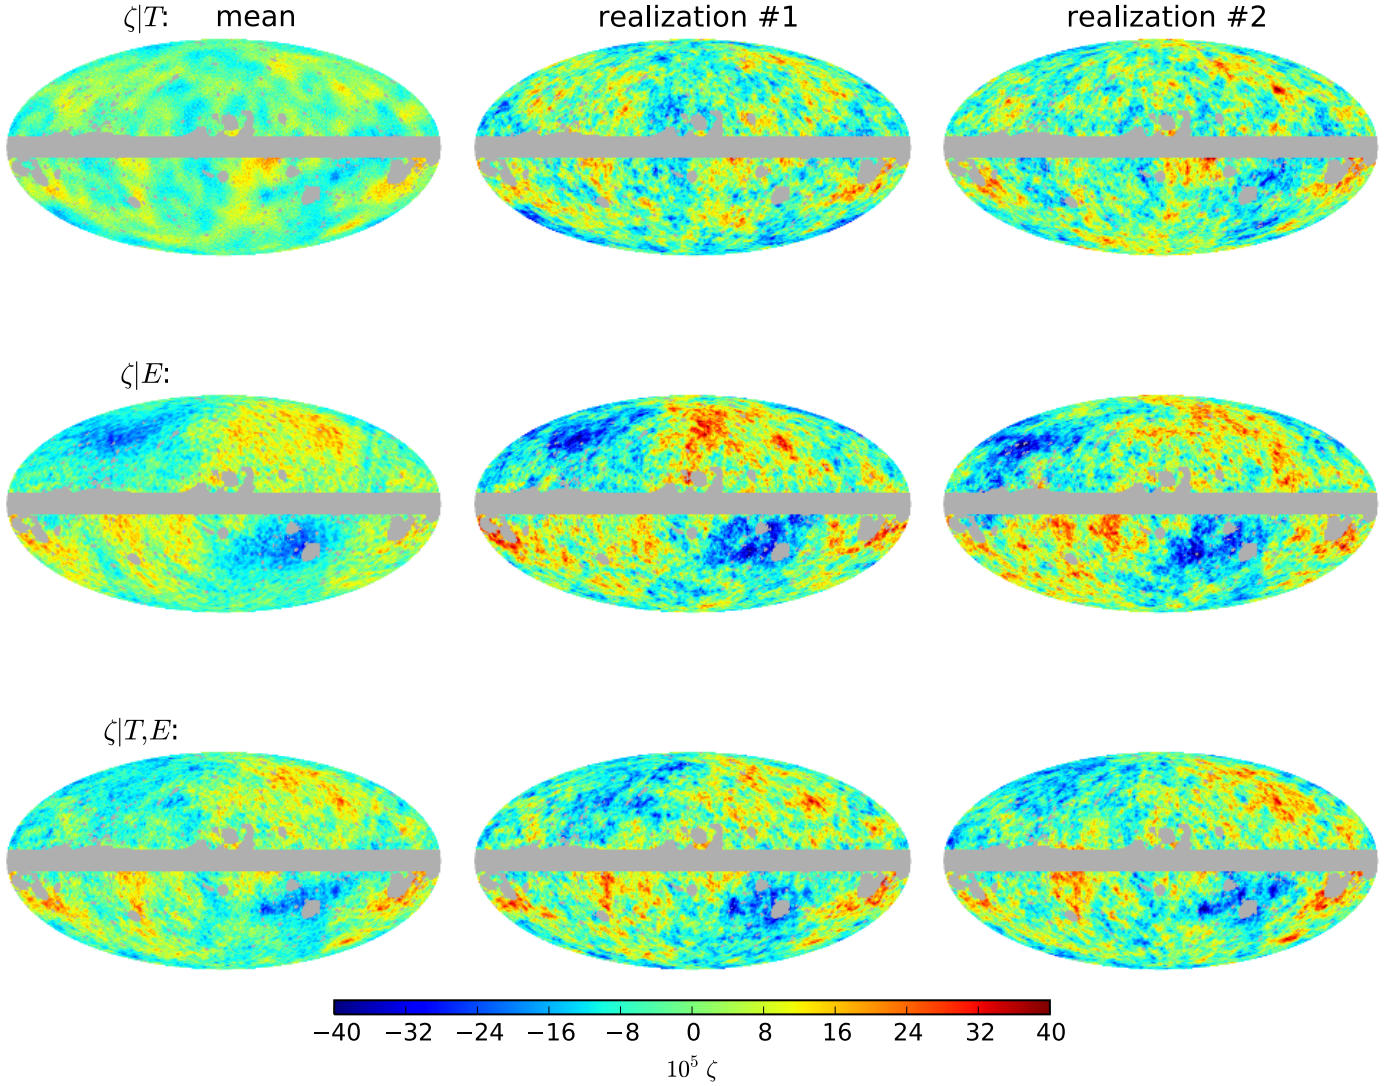 ζ|T: mean realization #1 realization #2
ζ|E:
ζ|T,E:
−40 −32 −24 −16 −8 0 8 16 24 32 40
10⁵ ζ